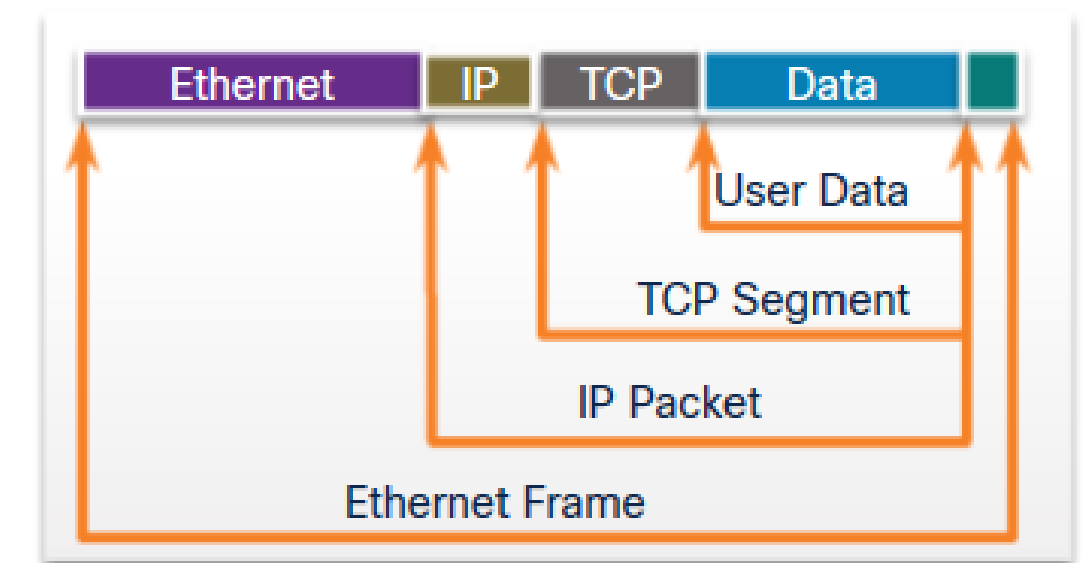 Ethernet IP TCP Data
User Data
TCP Segment
IP Packet
Ethernet Frame